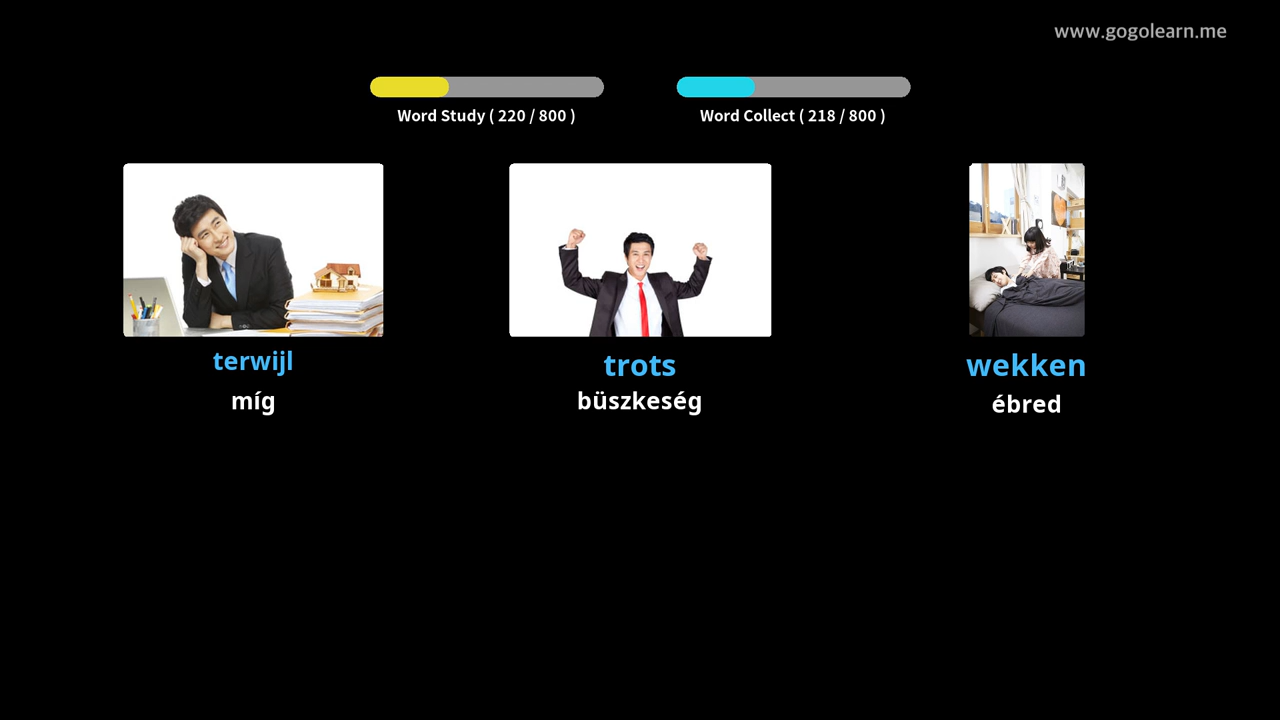 www.gogolearn.me
Word Study ( 220 / 800 )
Word Collect ( 218 / 800 )
terwijl
trots
wekken
míg
büszkeség
ébred